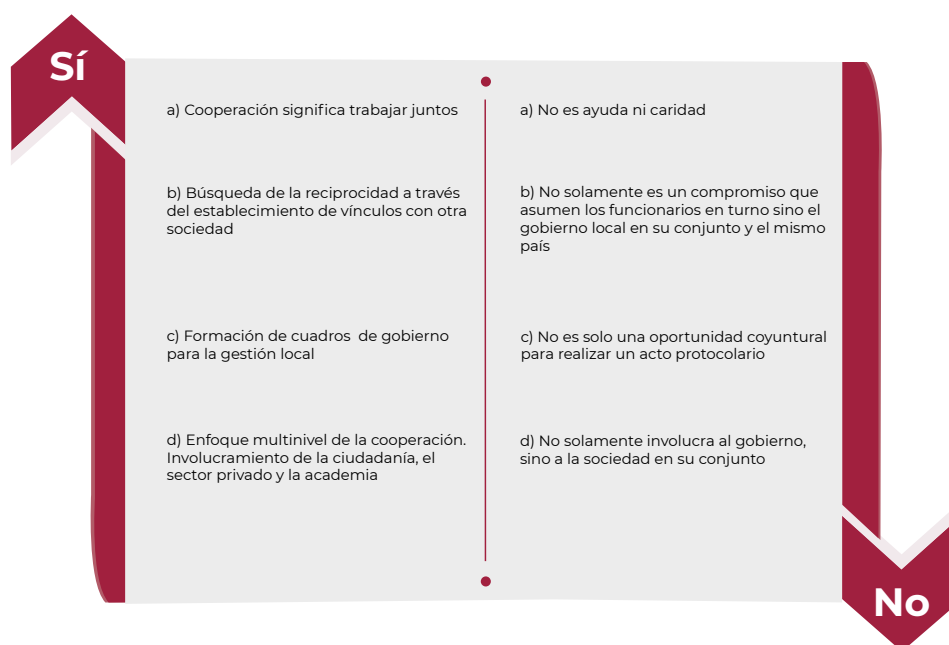 Sí
a) Cooperación significa trabajar juntos
b) Búsqueda de la reciprocidad a través
del establecimiento de vínculos con otra
sociedad
c) Formación de cuadros de gobierno
para la gestión local
d) Enfoque multinivel de la cooperación.
Involucramiento de la ciudadanía, el
sector privado y la academia
a) No es ayuda ni caridad
b) No solamente es un compromiso que
asumen los funcionarios en turno sino el
gobierno local en su conjunto y el mismo
país
c) No es solo una oportunidad coyuntural
para realizar un acto protocolario
d) No solamente involucra al gobierno,
sino a la sociedad en su conjunto
No